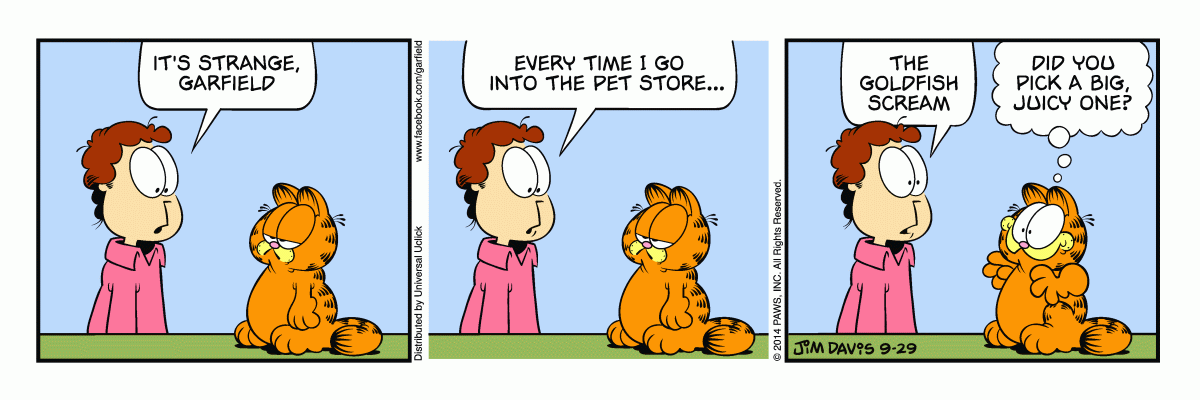 IT'S STRANGE,
GARFIELD
www.facebook.com/garfield
Distributed by Universal Uclick
EVERY TIME I GO
INTO THE PET STORE...
© 2014 PAWS, INC. All Rights Reserved.
THE
GOLDFISH
SCREAM
DID YOU
PICK A BIG,
JUICY ONE?
JIM DAVIS 9-29